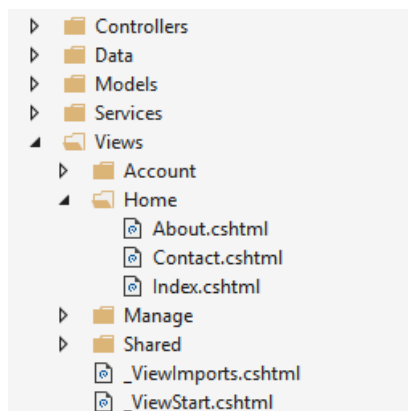 Controllers
Data
Models
Services
Views
Account
Home
About.cshtml
Contact.cshtml
Index.cshtml
Manage
Shared
_ViewImports.cshtml
_ViewStart.cshtml